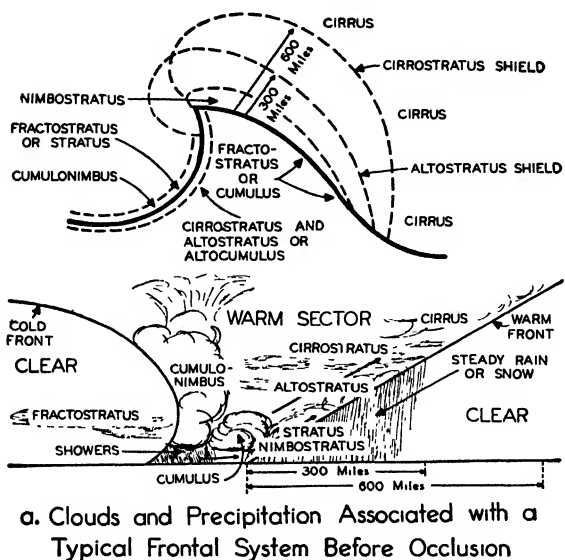 CIRRUS
600
Miles
CIRROSTRATUS SHIELD
NIMBOSTRATUS
300
Miles
CIRRUS
FRACTOSTRATUS
OR STRATUS
FRACTO-
STRATUS
OR
CUMULUS
ALTOSTRATUS SHIELD
CUMULONIMBUS
CIRRUS
CIRROSTRATUS AND
ALTOSTRATUS OR
ALTOCUMULUS
COLD
FRONT
WARM SECTOR
CIRRUS
WARM
FRONT
CIRROSTRATUS
CLEAR
CUMULO-
NIMBUS
STEADY RAIN
OR SNOW
ALTOSTRATUS
FRACTOSTRATUS
CLEAR
STRATUS
SHOWERS
NIMBOSTRATUS
CUMULUS
300 Miles
600 Miles
a. Clouds and Precipitation Associated with a
Typical Frontal System Before Occlusion